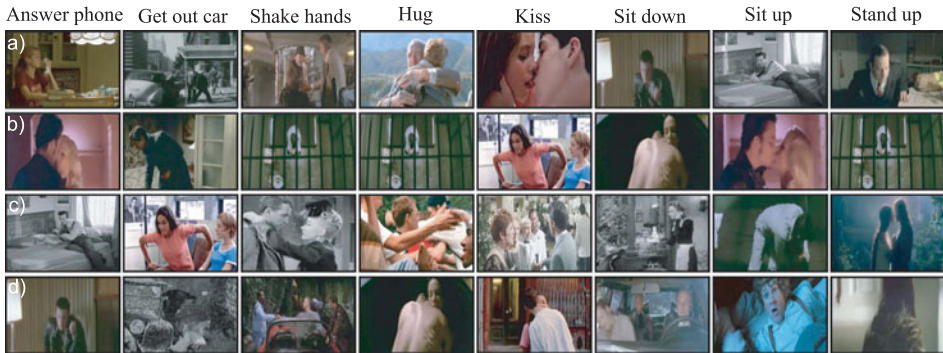 Answer phone Get out car Shake hands Hug Kiss Sit down Sit up Stand up
a)
b)
c)
d)